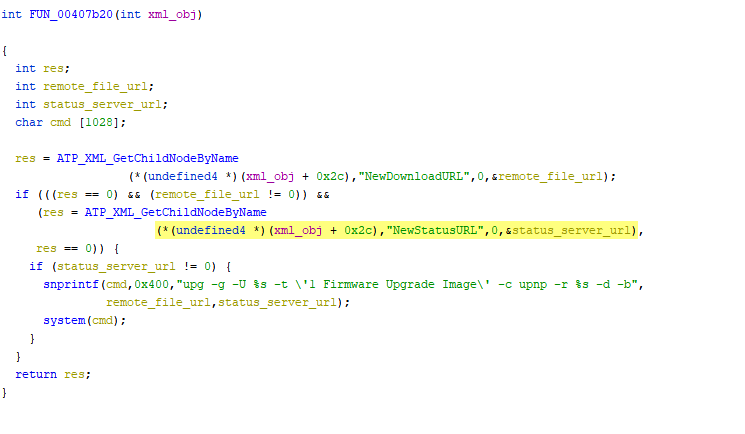 int FUN_00407b20(int xml_obj)
{
int res;
int remote_file_url;
int status_server_url;
char cmd [1028];
res = ATP_XML_GetChildNodeByName
(*(undefined4 *)(xml_obj + 0x2c),"NewDownloadURL",0,&remote_file_url);
if (((res == 0) && (remote_file_url != 0)) &&
(res = ATP_XML_GetChildNodeByName
(*(undefined4 *)(xml_obj + 0x2c),"NewStatusURL",0,&status_server_url),
res == 0)) {
if (status_server_url != 0) {
snprintf(cmd,0x400,"upg -g -U %s -t \'1 Firmware Upgrade Image\' -c upnp -r %s -d -b",
remote_file_url,status_server_url);
system(cmd);
}
}
return res;
}